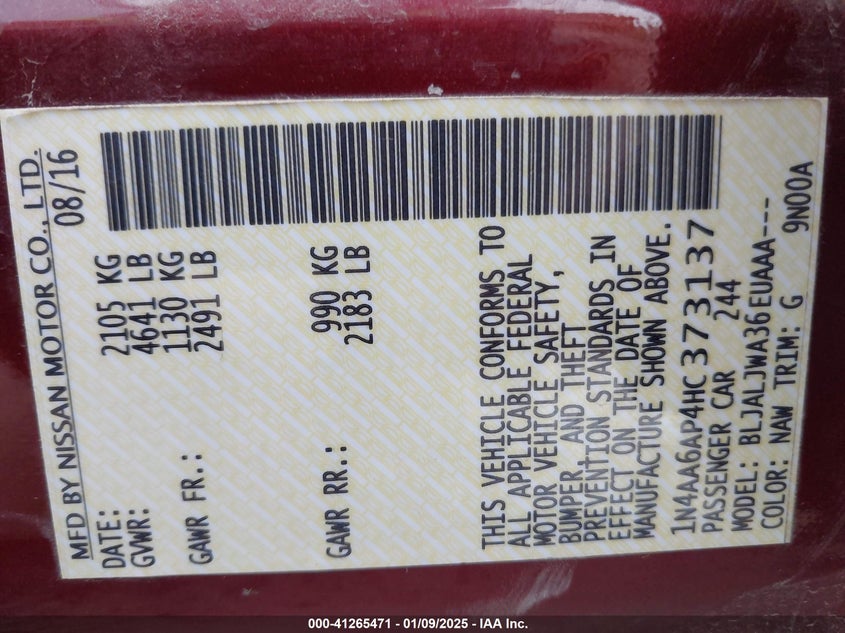 MFD BY NISSAN MOTOR CO., LTD.
DATE: 08/16
GVWR: 2105 KG
4641 LB
GAWR FR.: 1130 KG
2491 LB
GAWR RR.: 990 KG
2183 LB
THIS VEHICLE CONFORMS TO
ALL APPLICABLE FEDERAL
MOTOR VEHICLE SAFETY,
BUMPER, AND THEFT
PREVENTION STANDARDS IN
EFFECT ON THE DATE OF
MANUFACTURE SHOWN ABOVE.
1N4AA6AP4HC373137
PASSENGER CAR 244
MODEL: BLJALJWA36EUAAA---
COLOR: NAW TRIM: G 9N00A
000-41265471 - 01/09/2025 - IAA Inc.